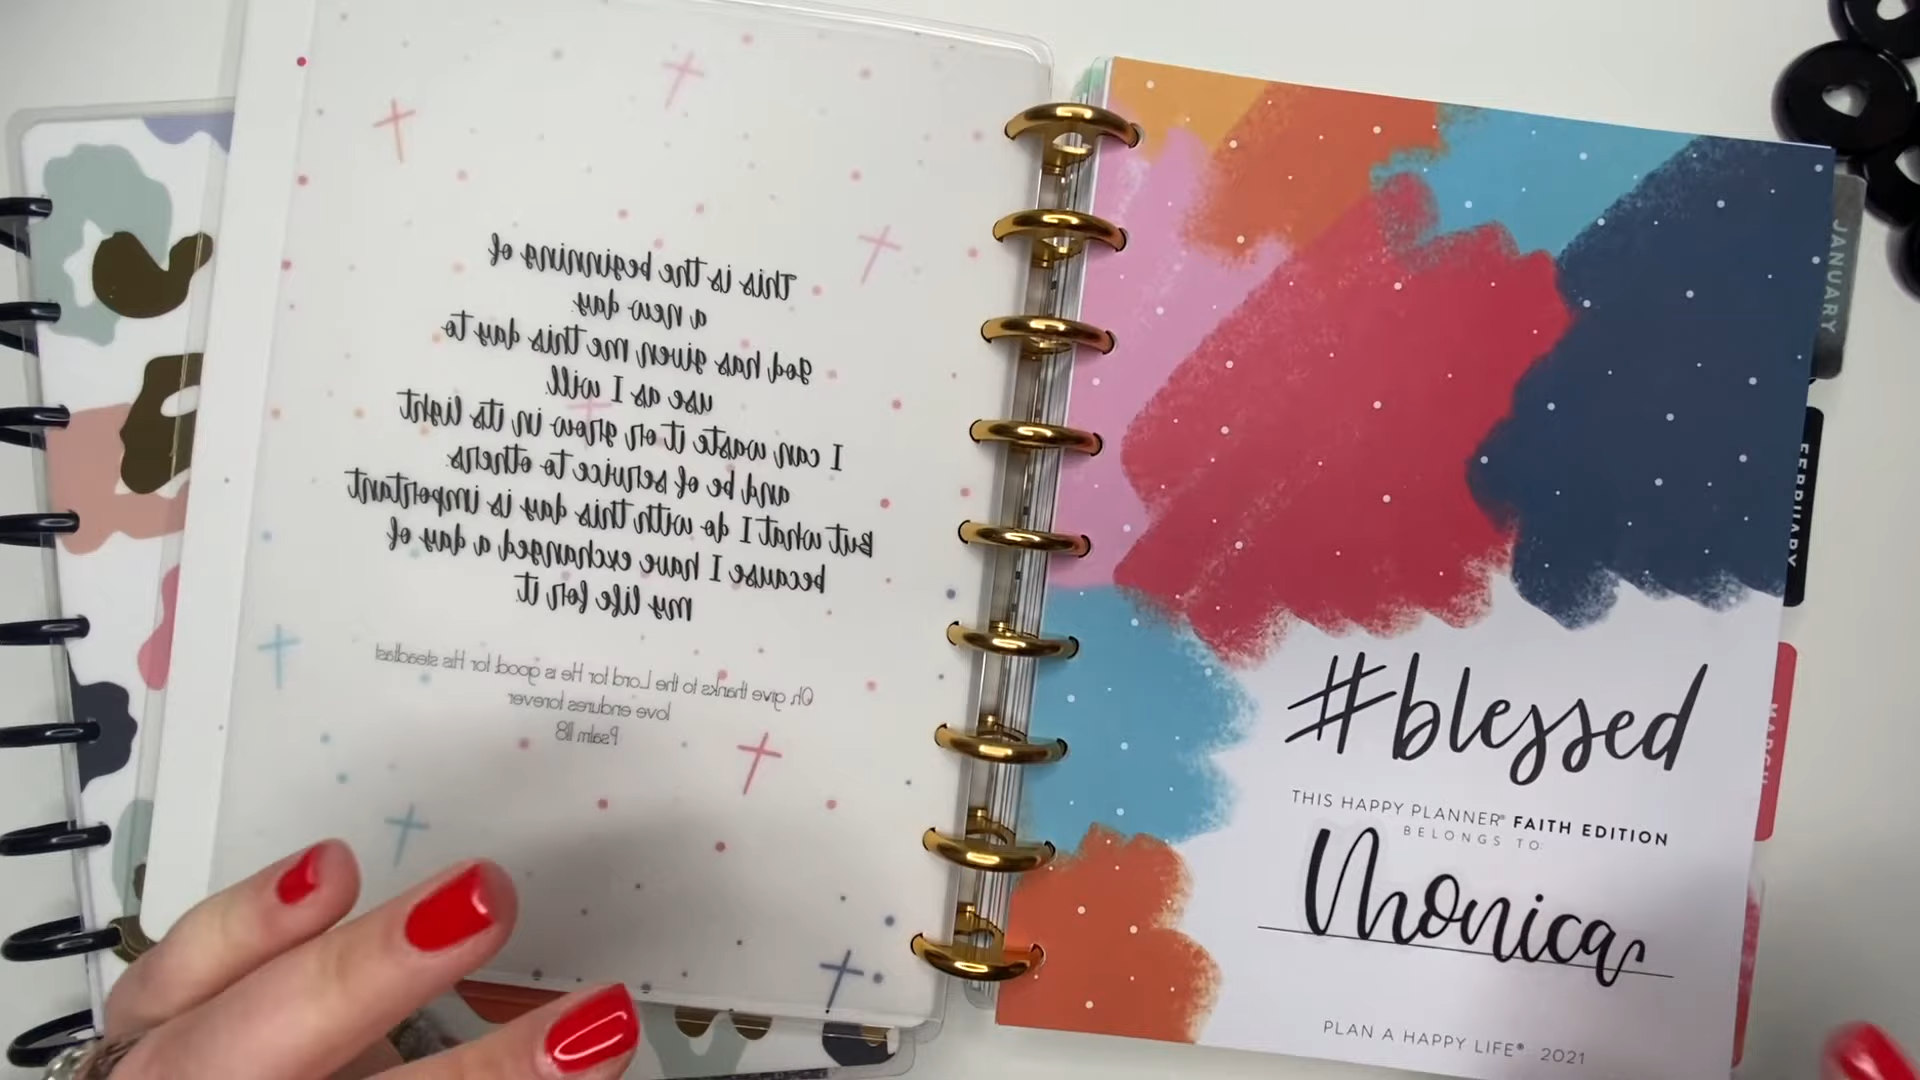 This is the beginning of
a new day
God has given me this day to
use as I will.
I can waste it or grow in its light
and be of service to others.
But what I do with this day is important
because I have exchanged a day of
my life for it.
Oh give thanks to the Lord for He is good for His steadfast
love endures forever
Psalm 118
#blessed
THIS HAPPY PLANNER® FAITH EDITION
BELONGS TO:
Monica
PLAN A HAPPY LIFE® 2021
JANUARY
FEBRUARY
MARCH